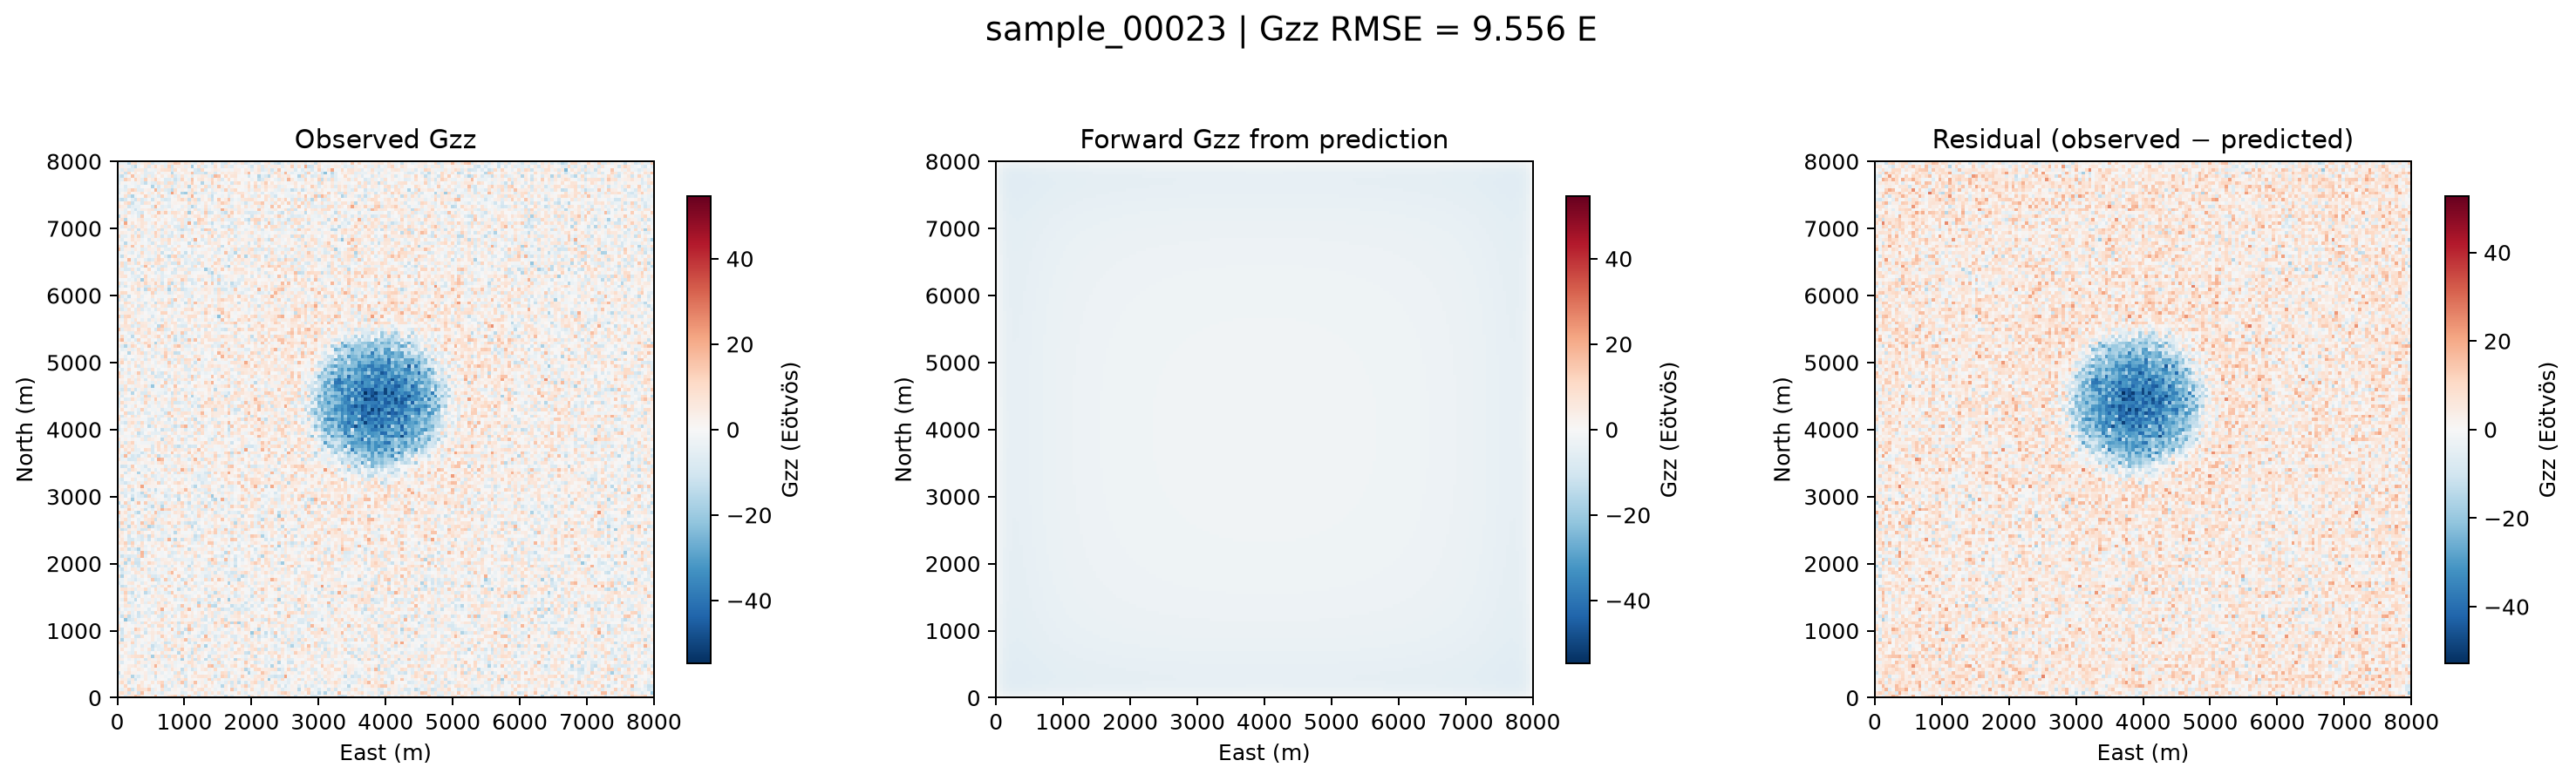 sample_00023 | Gzz RMSE = 9.556 E
Observed Gzz
8000
7000
6000
5000
4000
3000
2000
1000
0
North (m)
0 1000 2000 3000 4000 5000 6000 7000 8000
East (m)
40
20
0
−20
−40
Gzz (Eötvös)
Forward Gzz from prediction
8000
7000
6000
5000
4000
3000
2000
1000
0
North (m)
0 1000 2000 3000 4000 5000 6000 7000 8000
East (m)
40
20
0
−20
−40
Gzz (Eötvös)
Residual (observed − predicted)
8000
7000
6000
5000
4000
3000
2000
1000
0
North (m)
0 1000 2000 3000 4000 5000 6000 7000 8000
East (m)
40
20
0
−20
−40
Gzz (Eötvös)